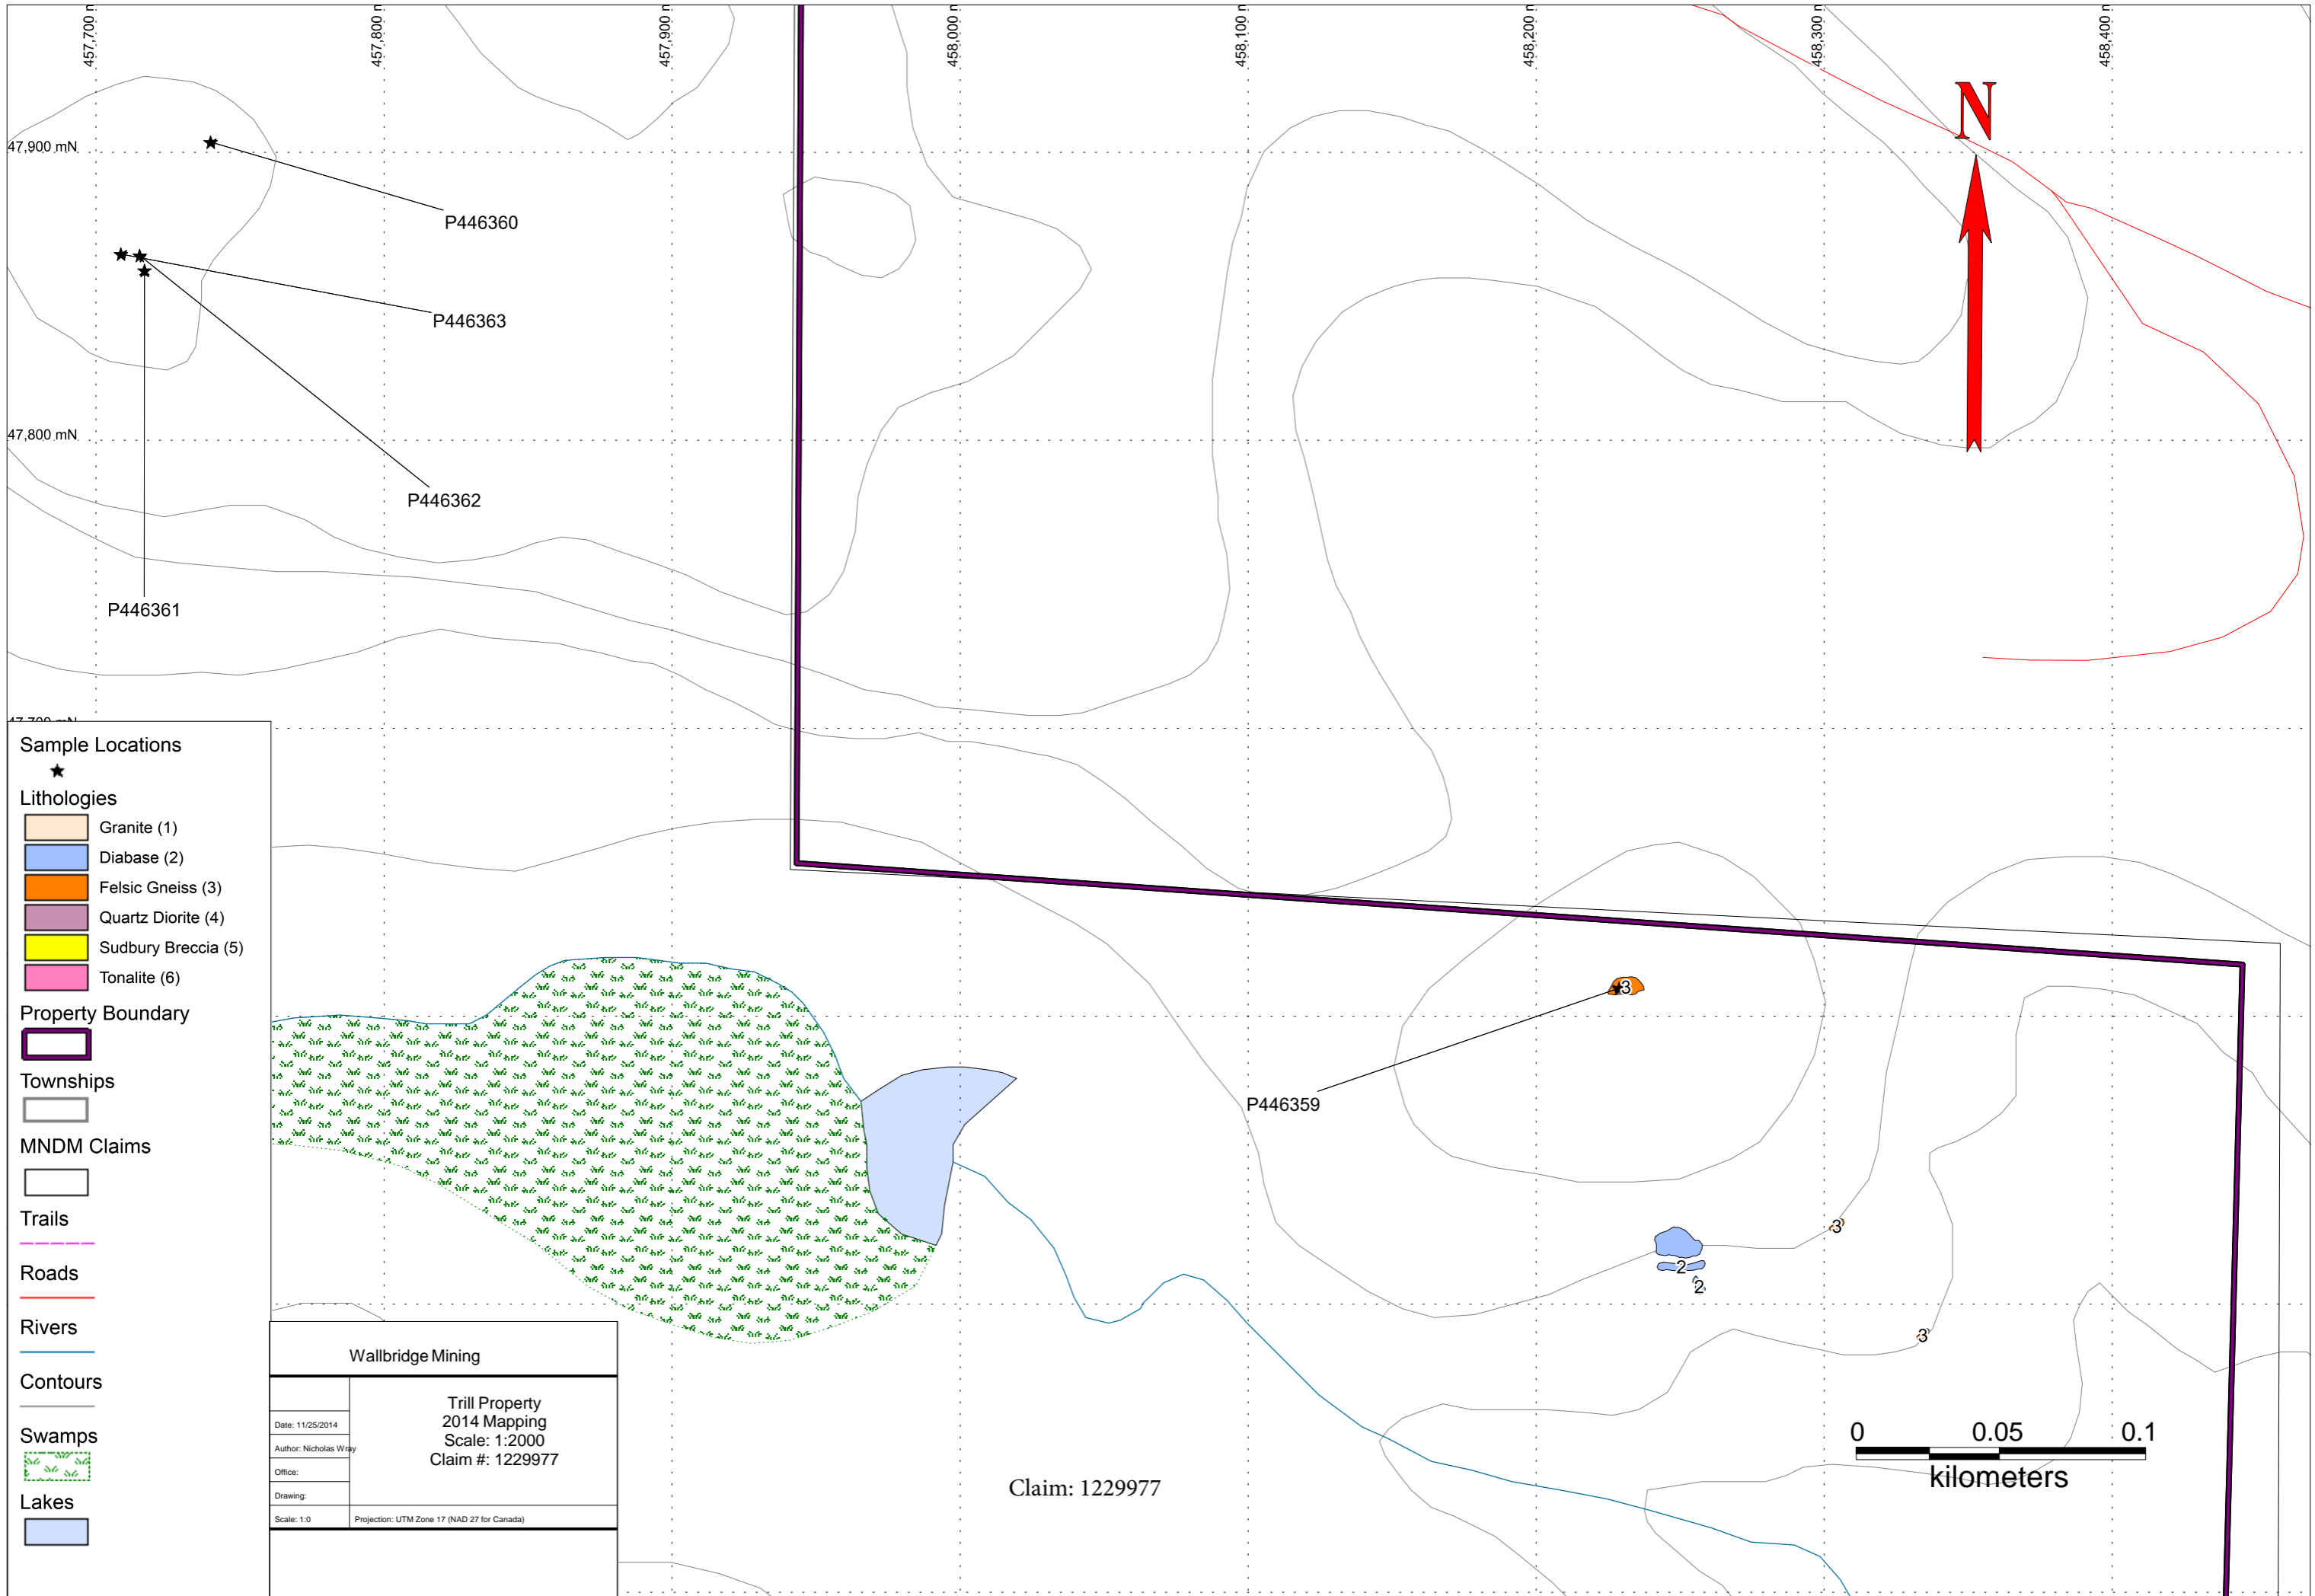 457,700 m
457,800 m
457,900 m
458,000 m
458,100 m
458,200 m
458,300 m
458,400 m
N
47,900 mN
P446360
P446363
47,800 mN
P446362
P446361
Sample Locations
Lithologies
Granite (1)
Diabase (2)
Felsic Gneiss (3)
Quartz Diorite (4)
Sudbury Breccia (5)
Tonalite (6)
Property Boundary
Townships
MNDM Claims
Trails
Roads
Rivers
Contours
Swamps
Lakes
3
P446359
3
2
2
3
Wallbridge Mining
Trill Property
2014 Mapping
Scale: 1:2000
Claim #: 1229977
Date: 11/25/2014
Author: Nicholas Wray
Office:
Drawing:
Scale: 1:0
Projection: UTM Zone 17 (NAD 27 for Canada)
Claim: 1229977
0 0.05 0.1
kilometers